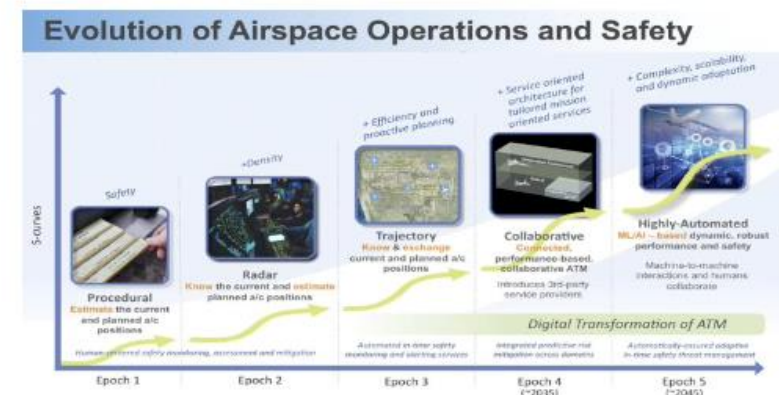 Evolution of Airspace Operations and Safety
S-curves
Safety
Procedural
Estimate the current
and planned a/c
positions
+Density
Radar
Know the current and estimate
planned a/c positions
Human-centered safety monitoring, assessment and mitigation
+ Efficiency and
proactive planning
Trajectory
Know & exchange
current and planned a/c
positions
Automated in-time safety
monitoring and alerting services
+ Service oriented
architecture for
tailored mission
oriented services
Collaborative
Connected,
performance-based,
collaborative ATM
Introduces 3rd-party
service providers
Integrated predictive risk
mitigation across domains
+ Complexity, scalability,
and dynamic adaptation
Highly-Automated
ML/AI – based dynamic, robust
performance and safety
Machine-to-machine
interactions and humans
collaborate
Digital Transformation of ATM
Automatically-assured adaptive
in-time safety threat management
Epoch 1
Epoch 2
Epoch 3
Epoch 4
(~2035)
Epoch 5
(~2045)